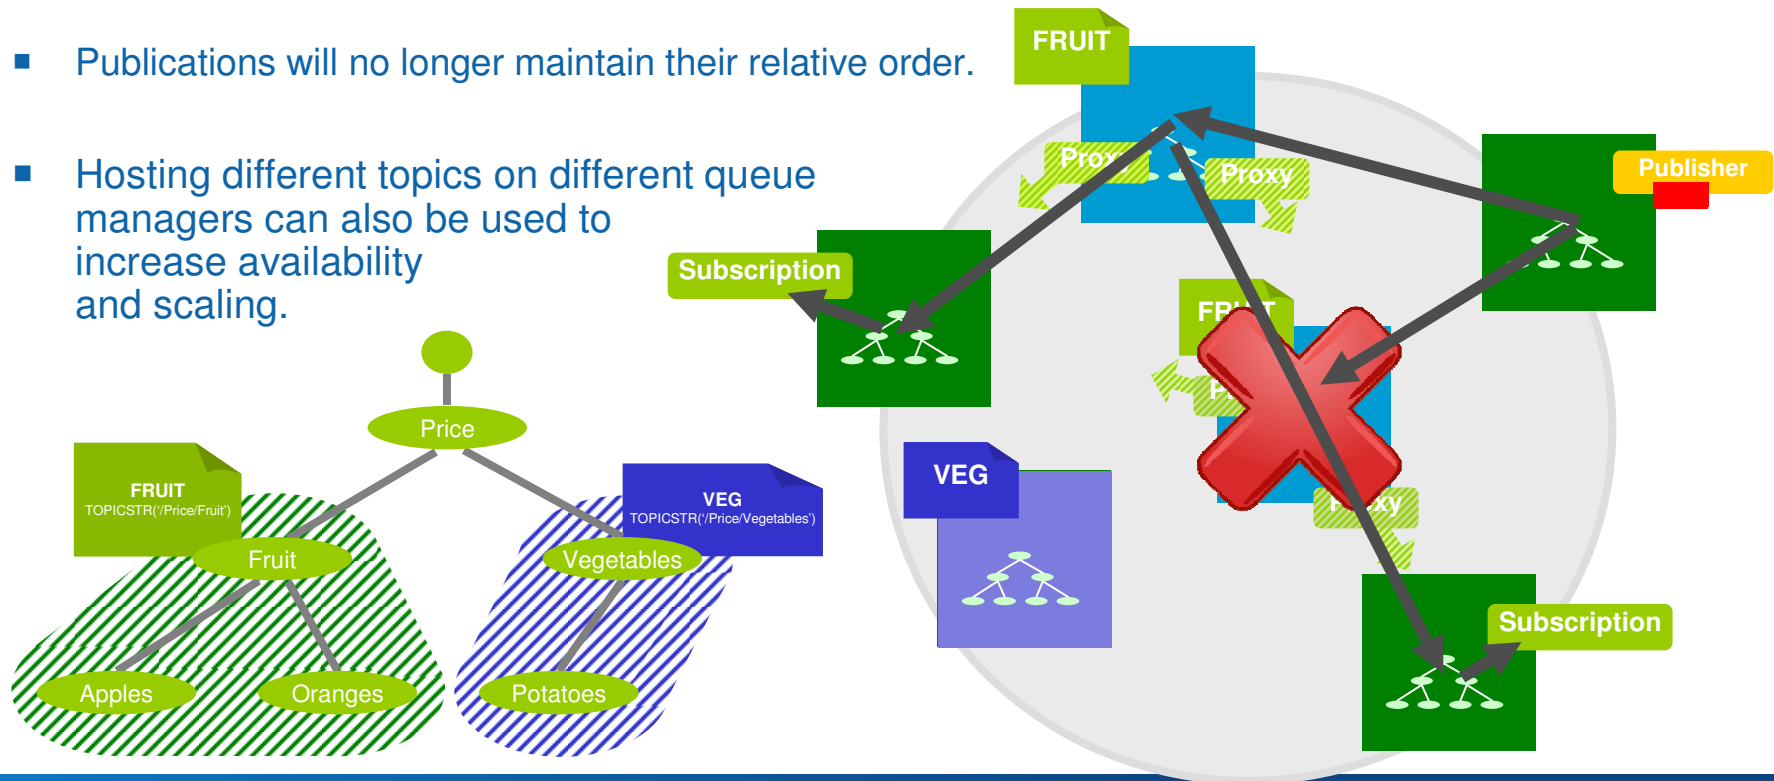 Publications will no longer maintain their relative order.
Hosting different topics on different queue
managers can also be used to
increase availability
and scaling.
Price
FRUIT
TOPICSTR('/Price/Fruit')
VEG
TOPICSTR('/Price/Vegetables')
Fruit
Vegetables
Apples
Oranges
Potatoes
FRUIT
Proxy
Proxy
Publisher
Subscription
VEG
Subscription